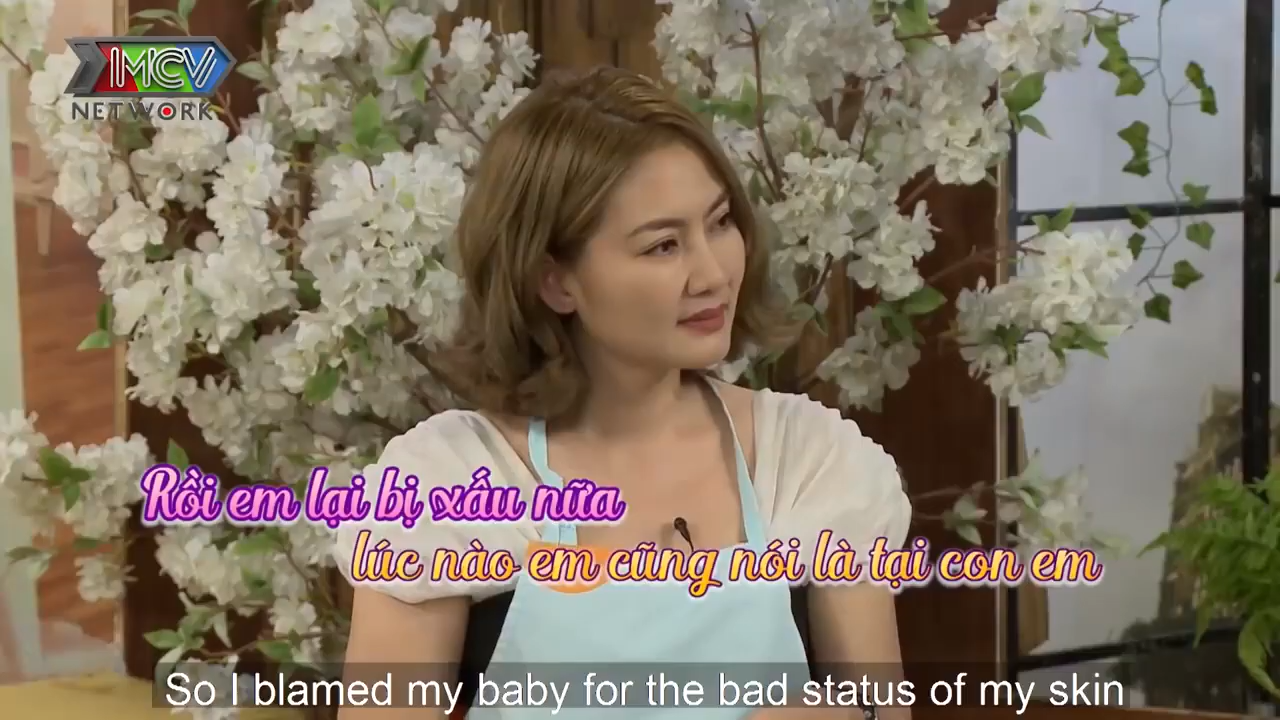 MCV
NETWORK
Rồi em lại bị xấu nữa
lúc nào em cũng nói là tại con em
So I blamed my baby for the bad status of my skin